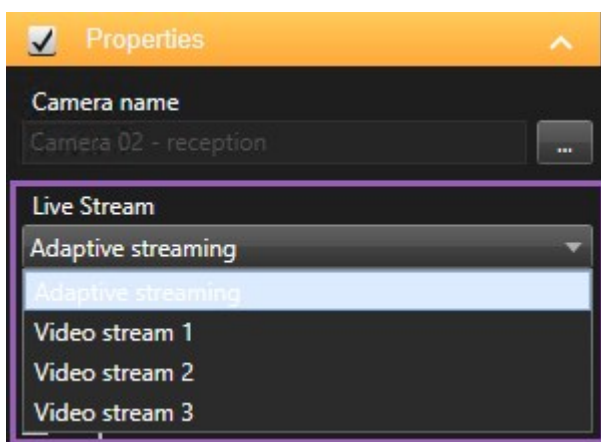 Properties
Camera name
Camera 02 - reception
...
Live Stream
Adaptive streaming
Adaptive streaming
Video stream 1
Video stream 2
Video stream 3